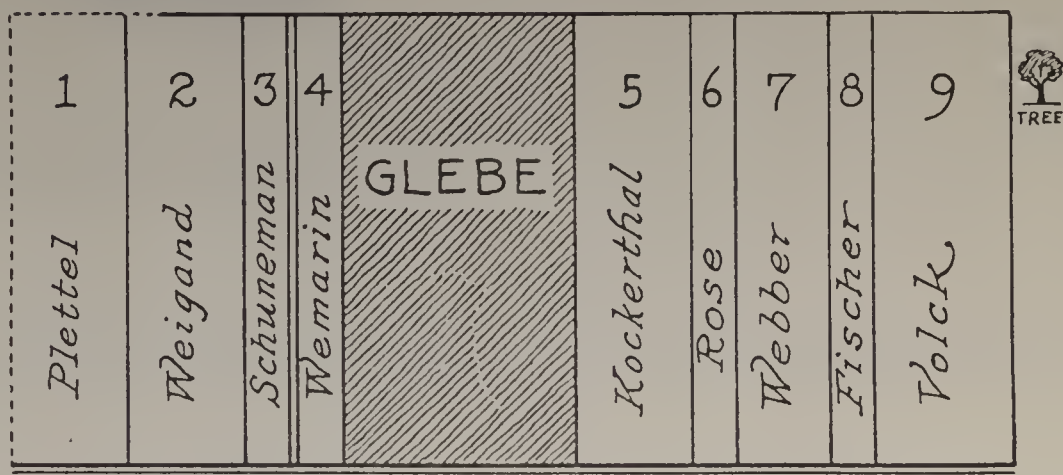 1
Plettel
2
Weigand
3
Schuneman
4
Wemarin
GLEBE
5
Kockerthal
6
Rose
7
Webber
8
Fischer
9
Volck
TREE